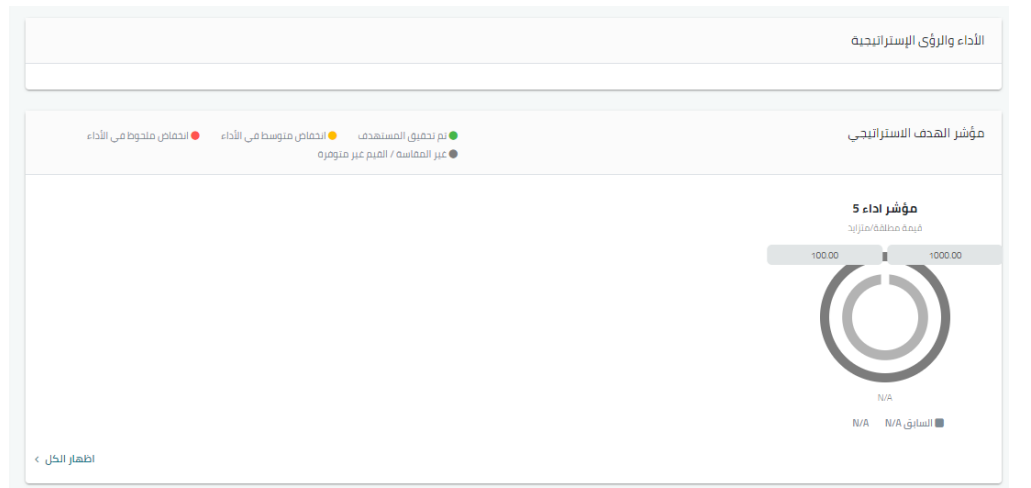 الأداء والرؤى الإستراتيجية
مؤشر الهدف الاستراتيجي
تم تحقيق المستهدف انخفاض متوسط في الأداء انخفاض ملحوظ في الأداء
غير المقاسة / القيم غير متوفرة
مؤشر اداء 5
قيمة مطلقة/متزايد
1000.00 100.00
N/A
السابق N/A N/A
اظهار الكل